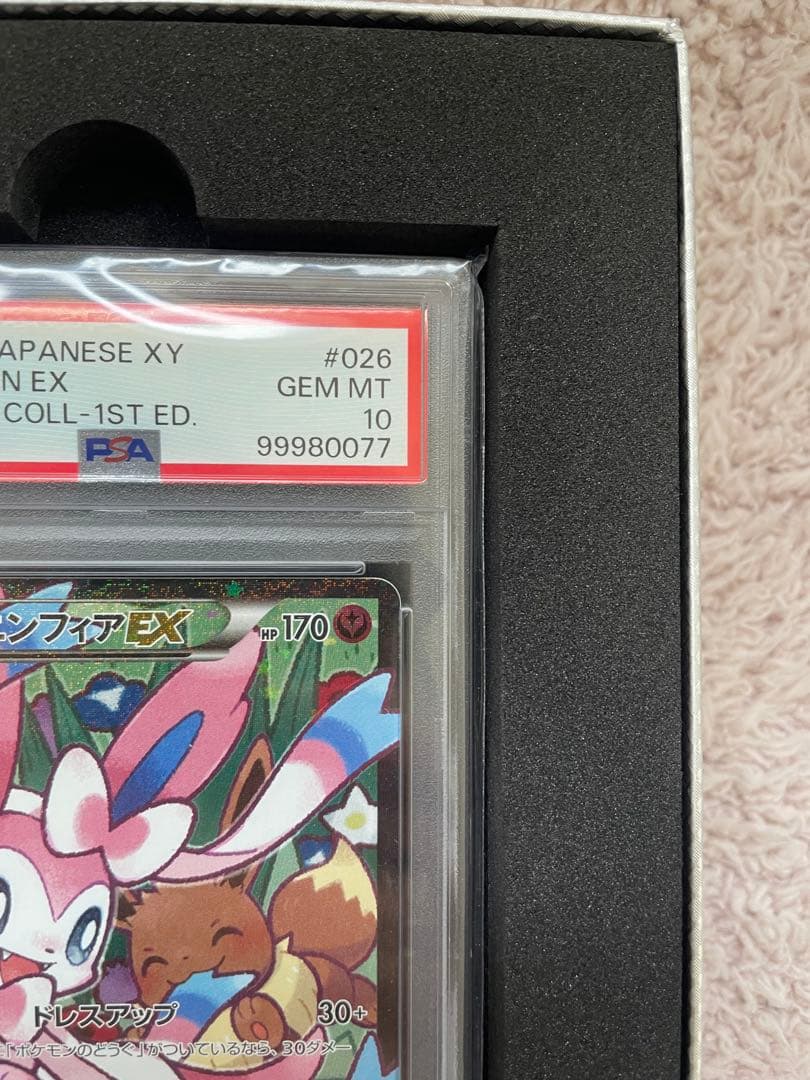 APANESE XY #026
N EX GEM MT
COLL-1ST ED. 10
PSA 99980077
ンフィアEX HP170
ドレスアップ 30+
「ポケモンのどうぐ」がついているなら、30ダメー